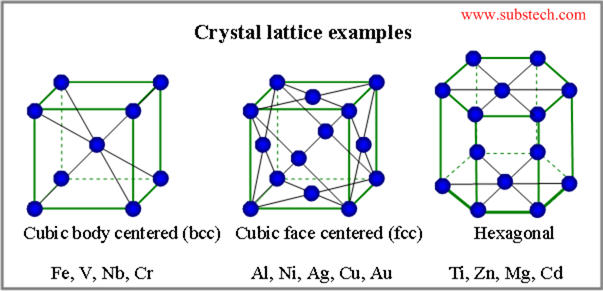 www.substech.com
Crystal lattice examples
Cubic body centered (bcc)
Cubic face centered (fcc)
Hexagonal
Fe, V, Nb, Cr
Al, Ni, Ag, Cu, Au
Ti, Zn, Mg, Cd